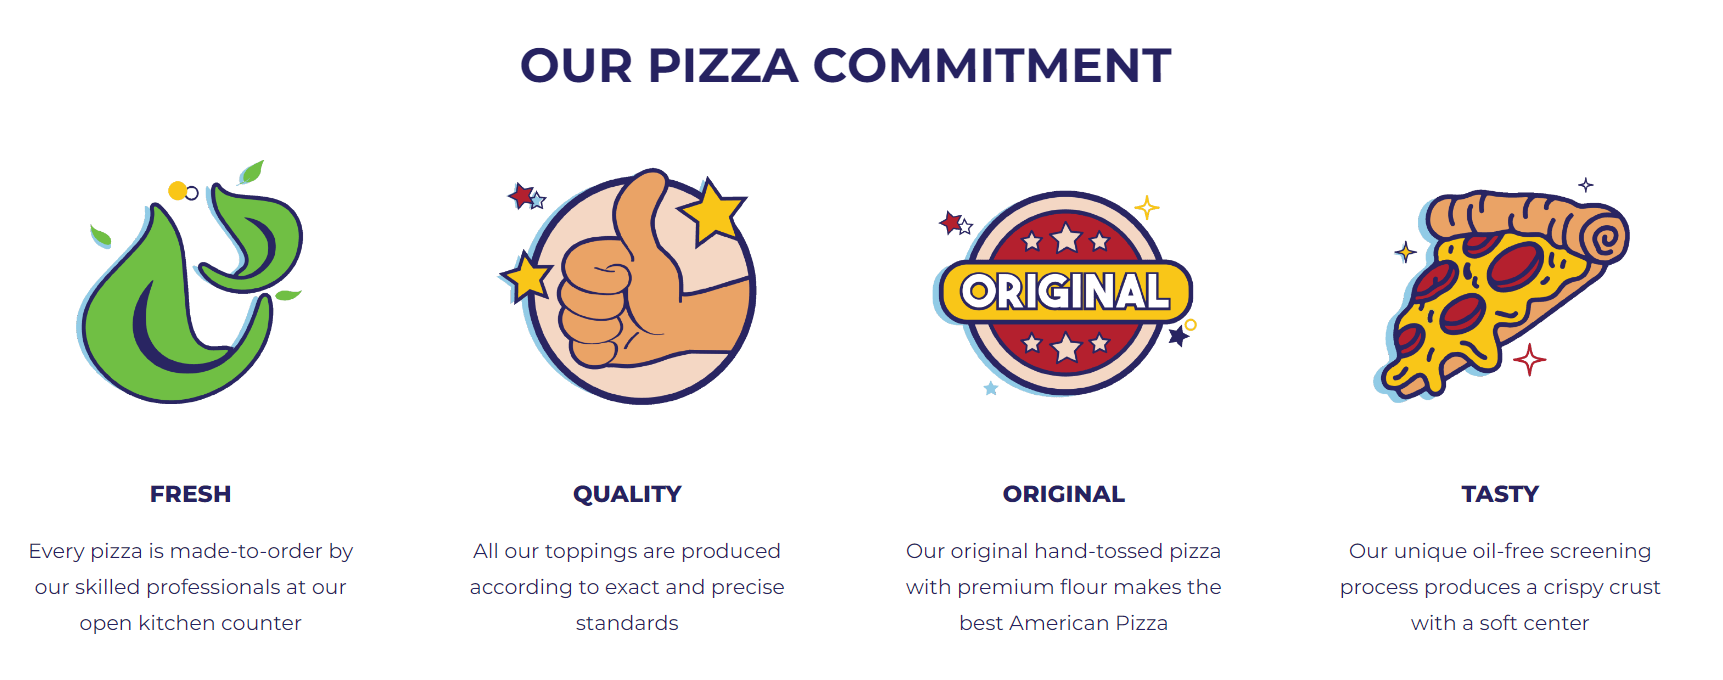 OUR PIZZA COMMITMENT
ORIGINAL
FRESH
Every pizza is made-to-order by
our skilled professionals at our
open kitchen counter
QUALITY
All our toppings are produced
according to exact and precise
standards
ORIGINAL
Our original hand-tossed pizza
with premium flour makes the
best American Pizza
TASTY
Our unique oil-free screening
process produces a crispy crust
with a soft center